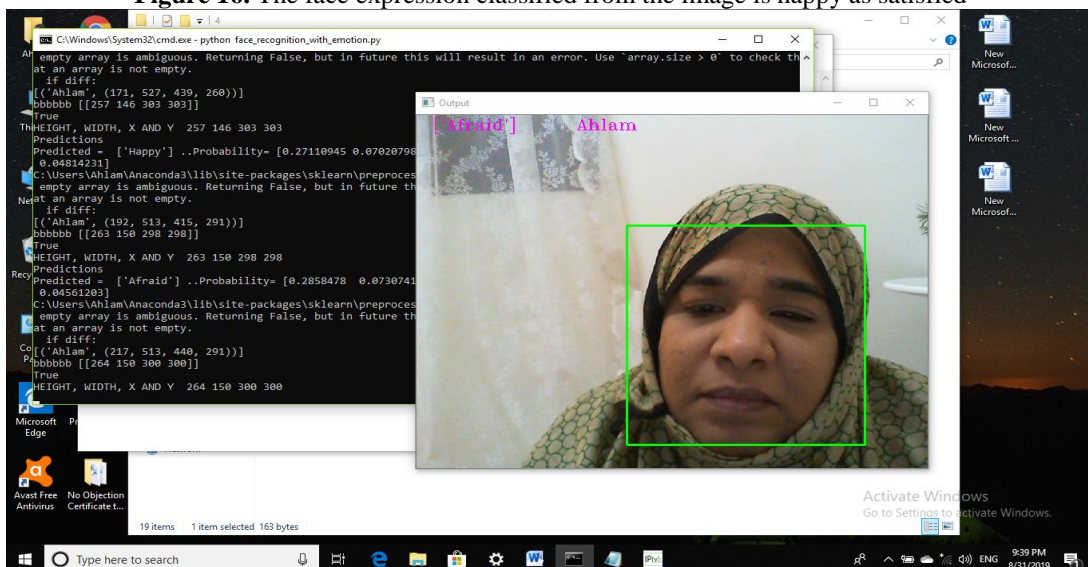 Figure 16. The face expression classified from the image is happy as satisfied
4
C:\Windows\System32\cmd.exe - python face_recognition_with_emotion.py
empty array is ambiguous. Returning False, but in future this will result in an error. Use `array.size > 0` to check th
at an array is not empty.
if diff:
[('Ahlam', (171, 527, 439, 260))]
bbbbbb [[257 146 303 303]]
True
HEIGHT, WIDTH, X AND Y 257 146 303 303
Predictions
Predicted = ['Happy'] ..Probability= [0.27110945 0.07020798
0.04814231]
C:\Users\Ahlam\Anaconda3\lib\site-packages\sklearn\preproces
empty array is ambiguous. Returning False, but in future th
at an array is not empty.
if diff:
[('Ahlam', (192, 513, 415, 291))]
bbbbbb [[263 150 298 298]]
True
HEIGHT, WIDTH, X AND Y 263 150 298 298
Predictions
Predicted = ['Afraid'] ..Probability= [0.2858478 0.0730741
0.04561203]
C:\Users\Ahlam\Anaconda3\lib\site-packages\sklearn\preproces
empty array is ambiguous. Returning False, but in future th
at an array is not empty.
if diff:
[('Ahlam', (217, 513, 440, 291))]
bbbbbb [[264 150 300 300]]
True
HEIGHT, WIDTH, X AND Y 264 150 300 300
Output
['Afraid'] Ahlam
New
Microsof...
New
Microsoft ...
New
Microsof...
Microsoft
Edge
Avast Free
Antivirus
No Objection
Certificate t...
19 items 1 item selected 163 bytes
Activate Windows
Go to Settings to activate Windows.
Type here to search
ENG
9:39 PM
8/31/2019